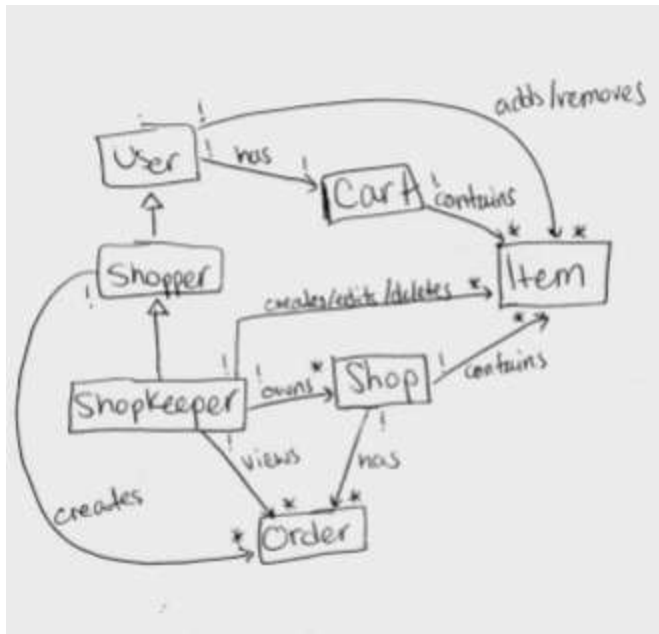 adds/removes
!
User
! has !
Cart
! contains
* *
Shopper
!
Item
creates/edits/deletes *
* *
!
! owns *
Shop
! contains
Shopkeeper
!
! views
has
creates
* *
* Order